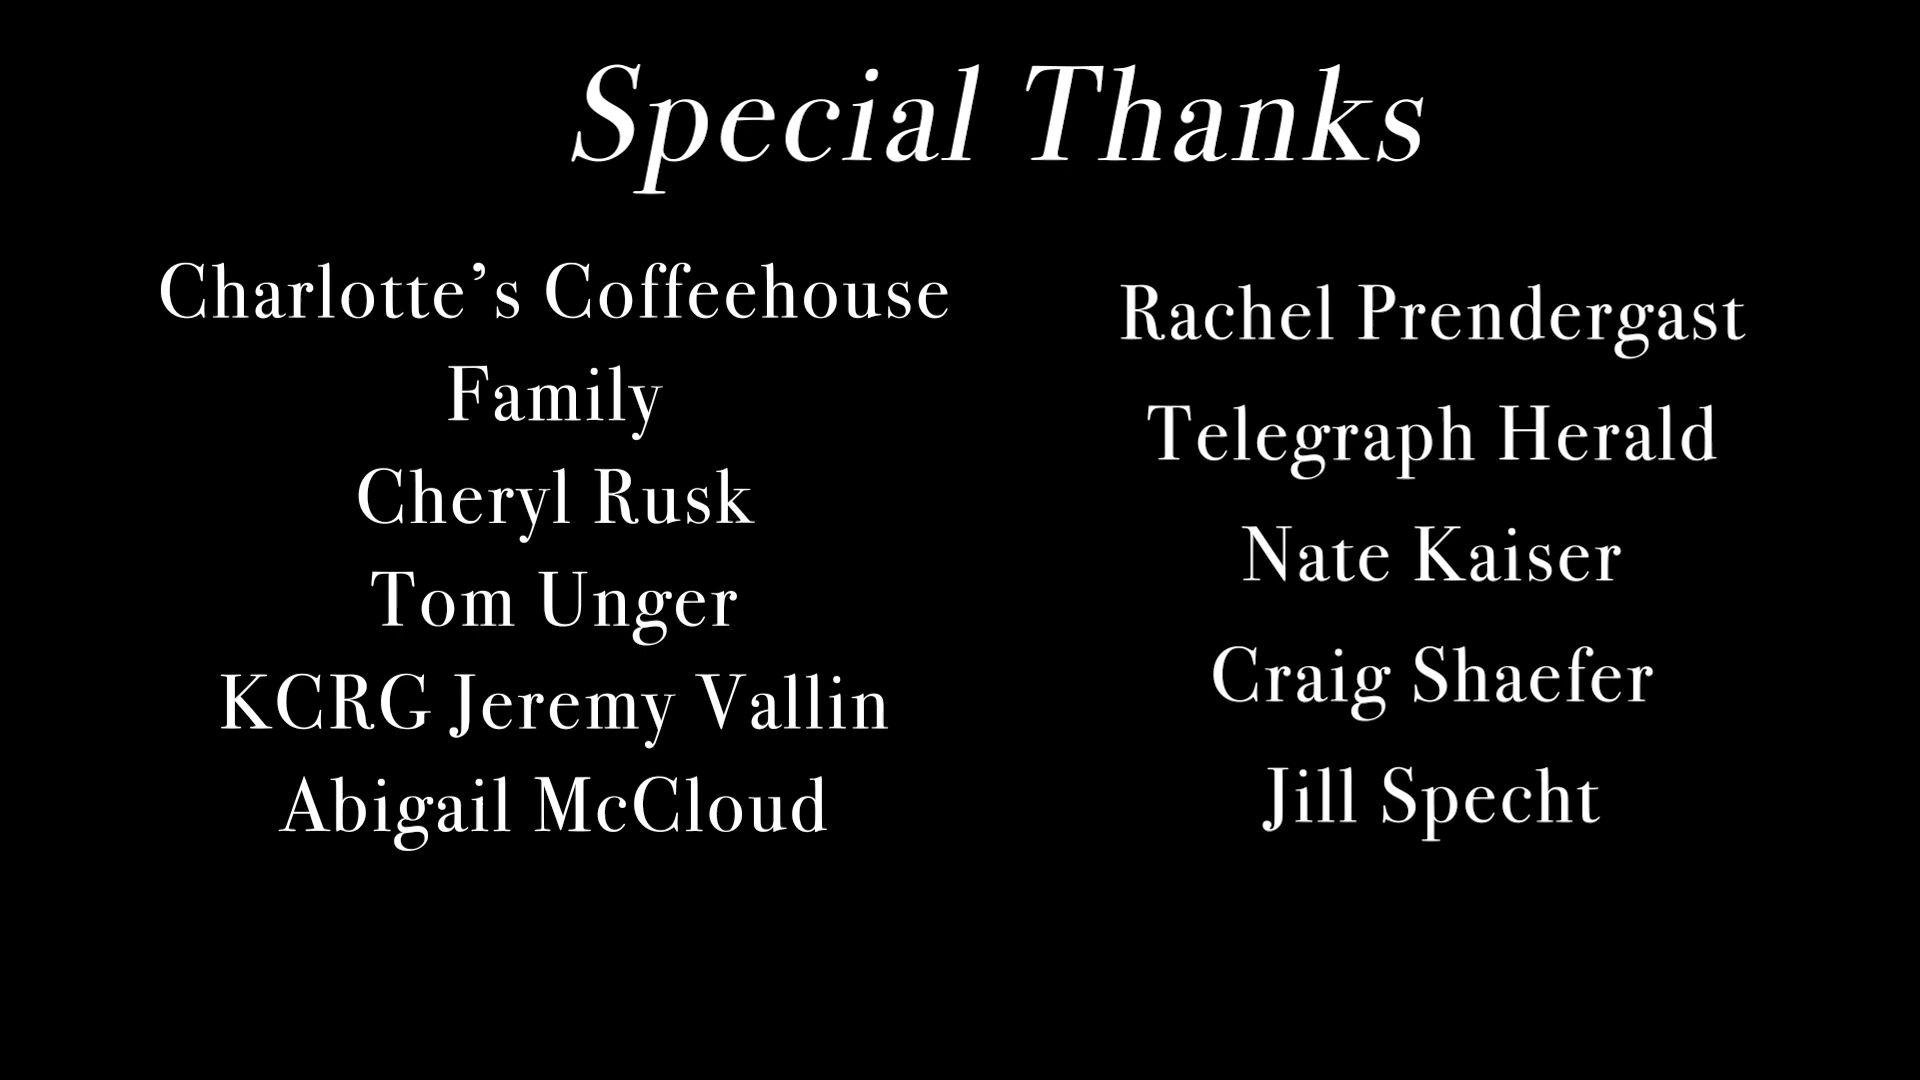 Special Thanks
Charlotte’s Coffeehouse
Family
Cheryl Rusk
Tom Unger
KCRG Jeremy Vallin
Abigail McCloud
Rachel Prendergast
Telegraph Herald
Nate Kaiser
Craig Shaefer
Jill Specht